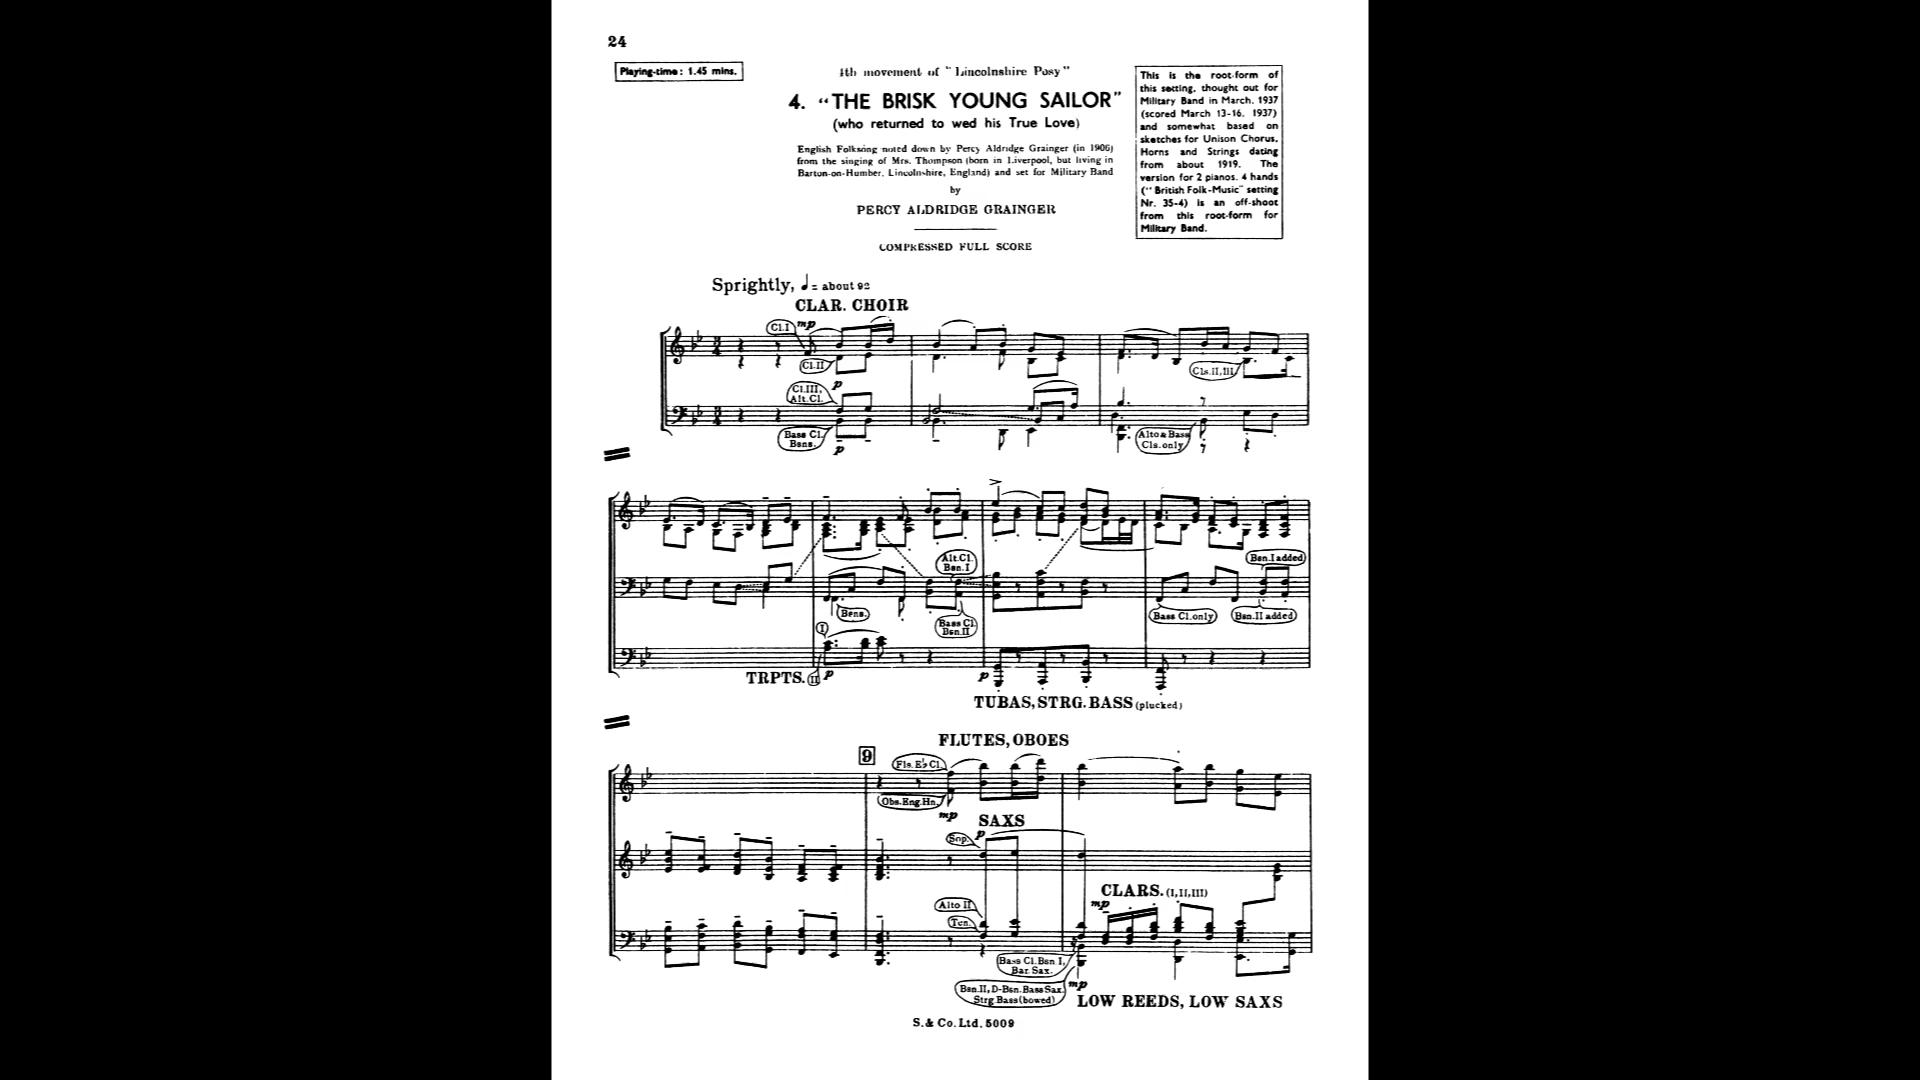 24
Playing-time: 1.45 mins.
4th movement of "Lincolnshire Posy"
4. "THE BRISK YOUNG SAILOR"
(who returned to wed his True Love)
English Folksong noted down by Percy Aldridge Grainger (in 1906)
from the singing of Mrs. Thompson (born in Liverpool, but living in
Barton-on-Humber, Lincolnshire, England) and set for Military Band
by
PERCY ALDRIDGE GRAINGER
COMPRESSED FULL SCORE
This is the root-form of
this setting, thought out for
Military Band in March, 1937
(scored March 13-16, 1937)
and somewhat based on
sketches for Unison Chorus,
Horns and Strings dating
from about 1919. The
version for 2 pianos, 4 hands
("British Folk-Music" setting
Nr. 35-4) is an off-shoot
from this root-form for
Military Band.
Sprightly, ♩= about 92
CLAR. CHOIR
Cl.I
mp
Cl.II
p
Cl.III,
Alt.Cl.
Bass Cl.
Bsns.
p
Cls.II,III
Alto & Bass
Cls.only
Alt.Cl.
Bsn.I
Bsn.I added
Bsns.
Bass Cl.
Bsn.II
Bass Cl.only
Bsn.II added
I
TRPTS. II p
p
TUBAS, STRG. BASS (plucked)
FLUTES, OBOES
9
Fls. E♭ Cl.
Obs.Eng.Hn.
mp
SAXS
Sop.
p
CLARS. (I,II,III)
mp
Alto II
Ten.
Bass Cl. Bsn I,
Bar. Sax.
Bsn.II, D-Bsn. Bass Sax.
Strg Bass (bowed)
mp
LOW REEDS, LOW SAXS
S. & Co. Ltd. 5009